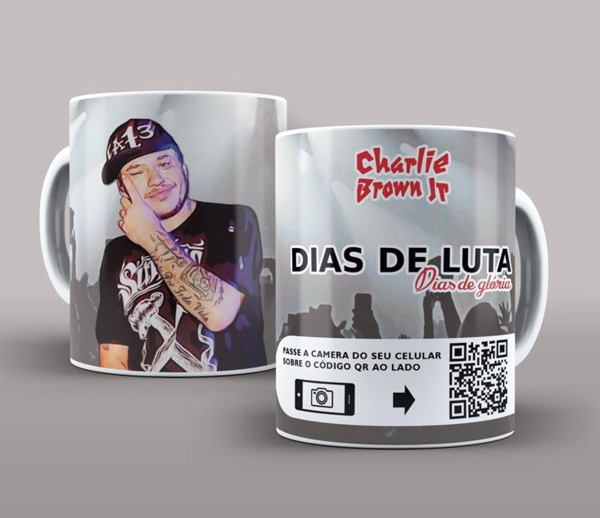 Charlie
Brown Jr
DIAS DE LUTA
Dias de glória
PASSE A CAMERA DO SEU CELULAR
SOBRE O CÓDIGO QR AO LADO